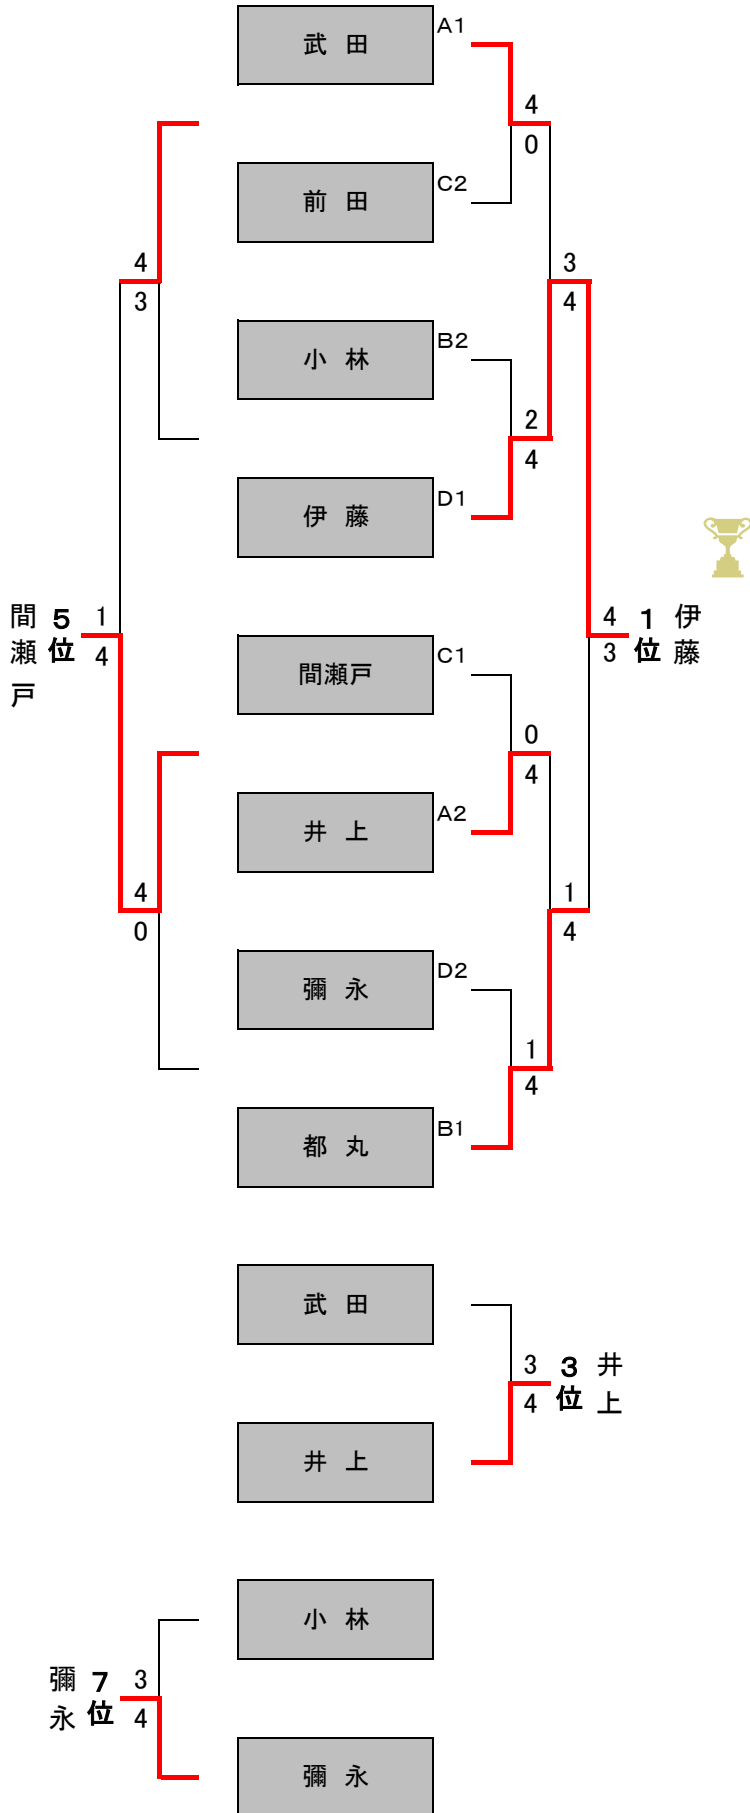 武 田
A1
4
0
前 田
C2
4
3
3
4
小 林
B2
2
4
伊 藤
D1
間瀬戸
5位
1
4
4
3
1位
伊藤
間瀬戸
C1
0
4
井 上
A2
4
0
1
4
彌 永
D2
1
4
都 丸
B1
武 田
3
4
3位
井上
井 上
小 林
彌永
7位
3
4
彌 永